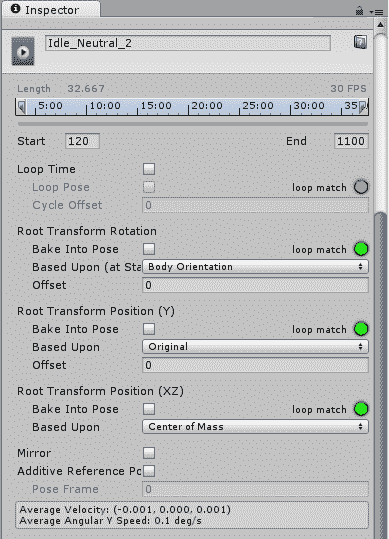 Inspector
Idle_Neutral_2
Length 32.667 30 FPS
5:00 10:00 15:00 20:00 25:00 30:00 35:0
Start 120 End 1100
Loop Time
Loop Pose loop match
Cycle Offset 0
Root Transform Rotation
Bake Into Pose loop match
Based Upon (at Sta Body Orientation
Offset 0
Root Transform Position (Y)
Bake Into Pose loop match
Based Upon Original
Offset 0
Root Transform Position (XZ)
Bake Into Pose loop match
Based Upon Center of Mass
Mirror
Additive Reference Po
Pose Frame 0
Average Velocity: (-0.001, 0.000, -0.001)
Average Angular Y Speed: 0.1 deg/s